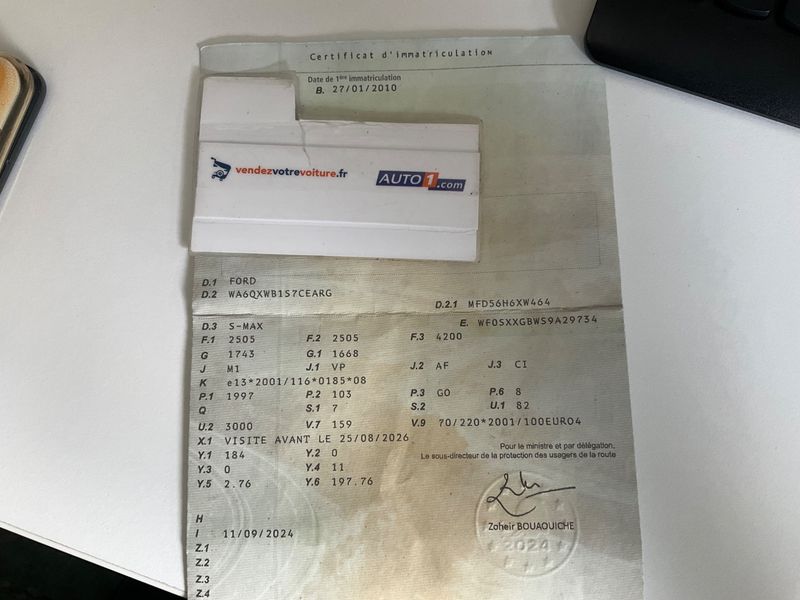 Certificat d'immatriculation
Date de 1ère immatriculation
B. 27/01/2010
vendezvotrevoiture.fr
AUTO1.com
D.1 FORD
D.2 WA6QXWB1S7CEARG
D.2.1 MFD56H6XW464
D.3 S-MAX
E. WF0SXXGBWS9A29734
F.1 2505 F.2 2505 F.3 4200
G 1743 G.1 1668
J M1 J.1 VP J.2 AF J.3 CI
K e13*2001/116*0185*08
P.1 1997 P.2 103 P.3 GO P.6 8
Q S.1 7 S.2 U.1 82
U.2 3000 V.7 159 V.9 70/220*2001/100EURO4
X.1 VISITE AVANT LE 25/08/2026
Y.1 184 Y.2 0
Y.3 0 Y.4 11
Y.5 2.76 Y.6 197.76
Pour le ministre et par délégation,
Le sous-directeur de la protection des usagers de la route
Zoheir BOUAOUICHE
2024
H
I 11/09/2024
Z.1
Z.2
Z.3
Z.4